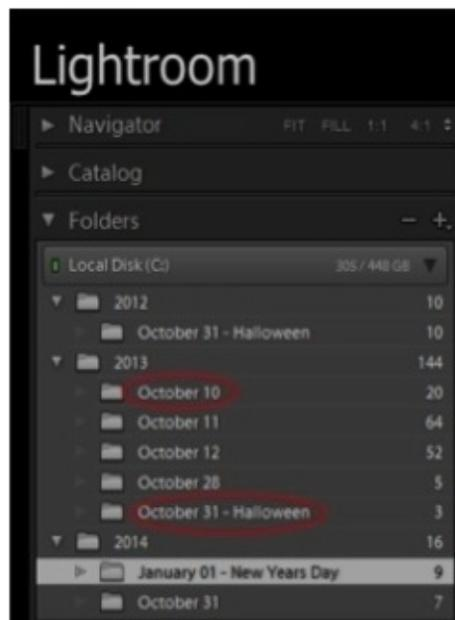 Lightroom
Navigator FIT FILL 1:1 4:1
Catalog
Folders − +
Local Disk (C:) 305 / 448 GB
2012 10
October 31 - Halloween 10
2013 144
October 10 20
October 11 64
October 12 52
October 28 5
October 31 - Halloween 3
2014 16
January 01 - New Years Day 9
October 31 7